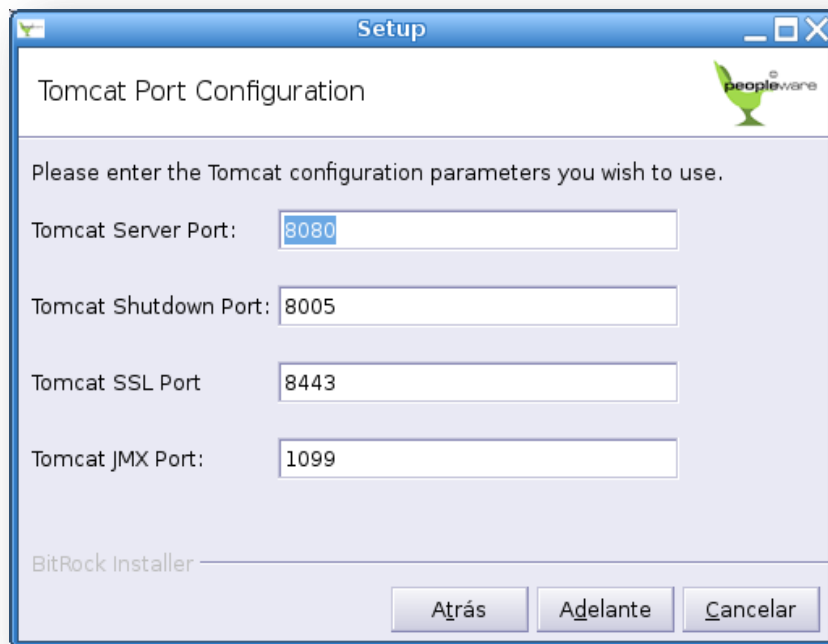 Setup
Tomcat Port Configuration
peopleware
Please enter the Tomcat configuration parameters you wish to use.
Tomcat Server Port: 8080
Tomcat Shutdown Port: 8005
Tomcat SSL Port 8443
Tomcat JMX Port: 1099
BitRock Installer
Atrás Adelante Cancelar